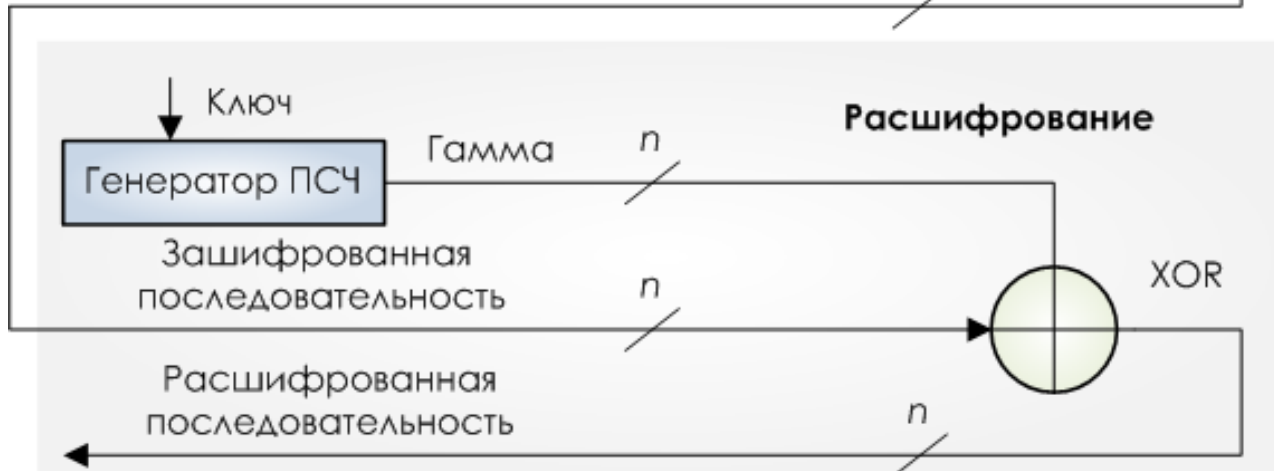 Ключ
Расшифрование
Гамма
n
Генератор ПСЧ
Зашифрованная
последовательность
n
XOR
Расшифрованная
последовательность
n